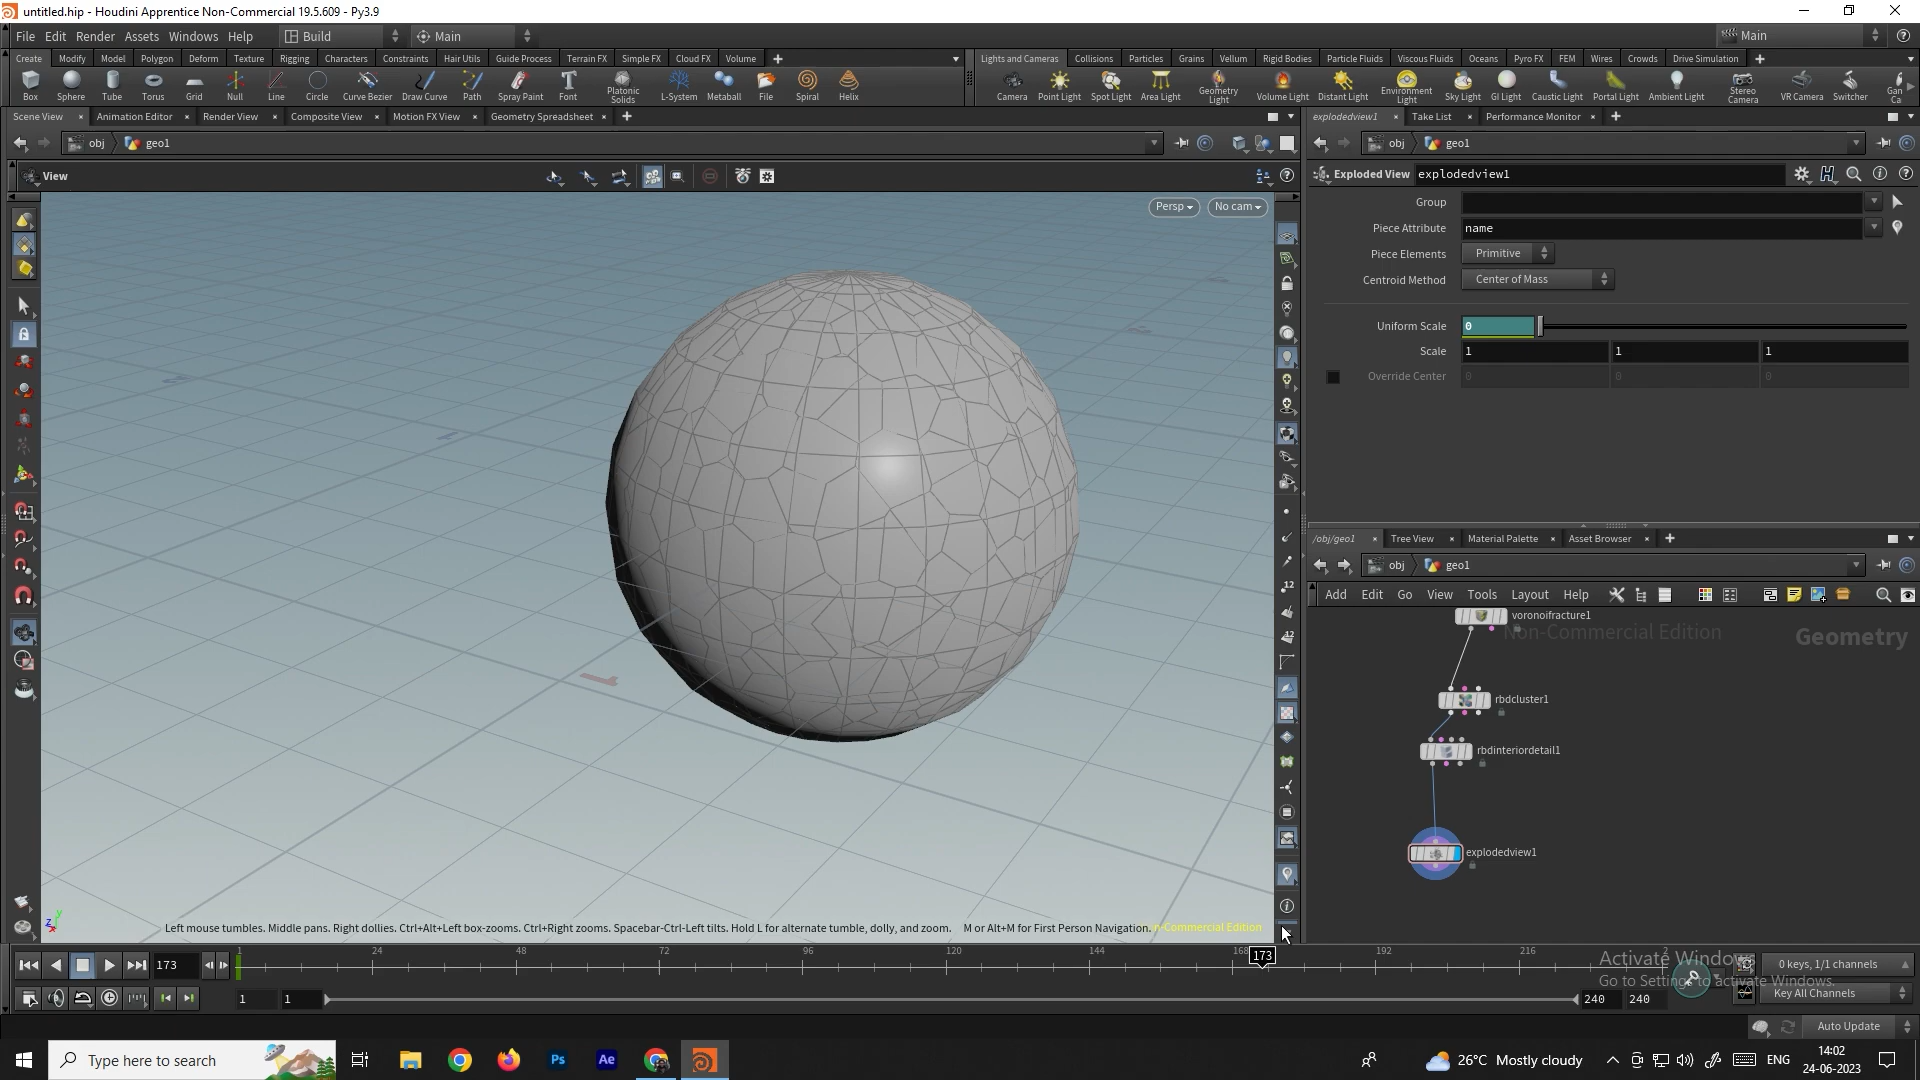 untitled.hip - Houdini Apprentice Non-Commercial 19.5.609 - Py3.9
File Edit Render Assets Windows Help Build Main Main
Create Modify Model Polygon Deform Texture Rigging Characters Constraints Hair Utils Guide Process Terrain FX Simple FX Cloud FX Volume
Lights and Cameras Collisions Particles Grains Vellum Rigid Bodies Particle Fluids Viscous Fluids Oceans Pyro FX FEM Wires Crowds Drive Simulation
Box Sphere Tube Torus Grid Null Line Circle Curve Bezier Draw Curve Path Spray Paint Font Platonic Solids L-System Metaball File Spiral Helix
Camera Point Light Spot Light Area Light Geometry Light Volume Light Distant Light Environment Light Sky Light GI Light Caustic Light Portal Light Ambient Light Stereo Camera VR Camera Switcher Gan Ca
Scene View Animation Editor Render View Composite View Motion FX View Geometry Spreadsheet
explodedview1 Take List Performance Monitor
obj geo1
obj geo1
View
Exploded View explodedview1
Persp No cam
Group
Piece Attribute name
Piece Elements Primitive
Centroid Method Center of Mass
Uniform Scale 0
Scale 1 1 1
Override Center 0 0 0
/obj/geo1 Tree View Material Palette Asset Browser
obj geo1
Add Edit Go View Tools Layout Help
voronoifracture1
Non-Commercial Edition
Geometry
rbdcluster1
rbdinteriordetail1
explodedview1
12
12
Left mouse tumbles. Middle pans. Right dollies. Ctrl+Alt+Left box-zooms. Ctrl+Right zooms. Spacebar-Ctrl-Left tilts. Hold L for alternate tumble, dolly, and zoom. M or Alt+M for First Person Navigation.
n-Commercial Edition
z y x
173 1 24 48 72 96 120 144 168 192 216 2
173
Activate Windows
Go to Settings to activate Windows.
0 keys, 1/1 channels
1 1 240 240 Key All Channels
Auto Update
Type here to search
Ps Ae
26°C Mostly cloudy ENG
14:02
24-06-2023